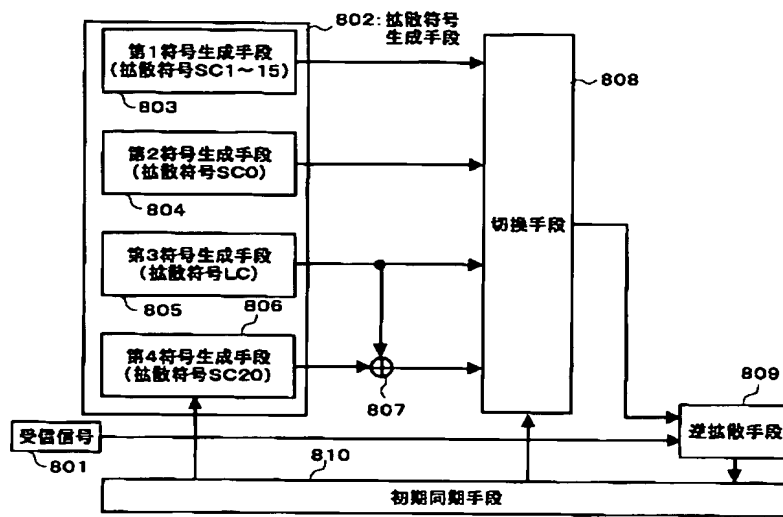 802:拡散符号
生成手段
第1符号生成手段
(拡散符号SC1~15)
803
808
第2符号生成手段
(拡散符号SC0)
804
切換手段
第3符号生成手段
(拡散符号LC)
805
806
第4符号生成手段
(拡散符号SC20)
807
809
逆拡散手段
受信信号
801
810
初期同期手段